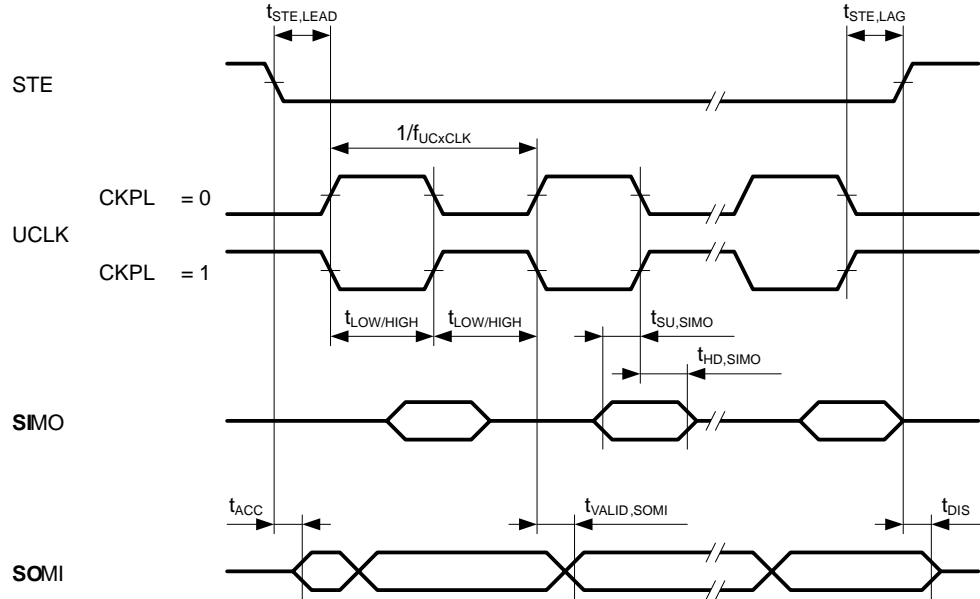 tSTE,LEAD tSTE,LAG
STE
1/fUCxCLK
CKPL = 0
UCLK
CKPL = 1
tLOW/HIGH tLOW/HIGH tSU,SIMO
tHD,SIMO
SIMO
tACC tVALID,SOMI tDIS
SOMI